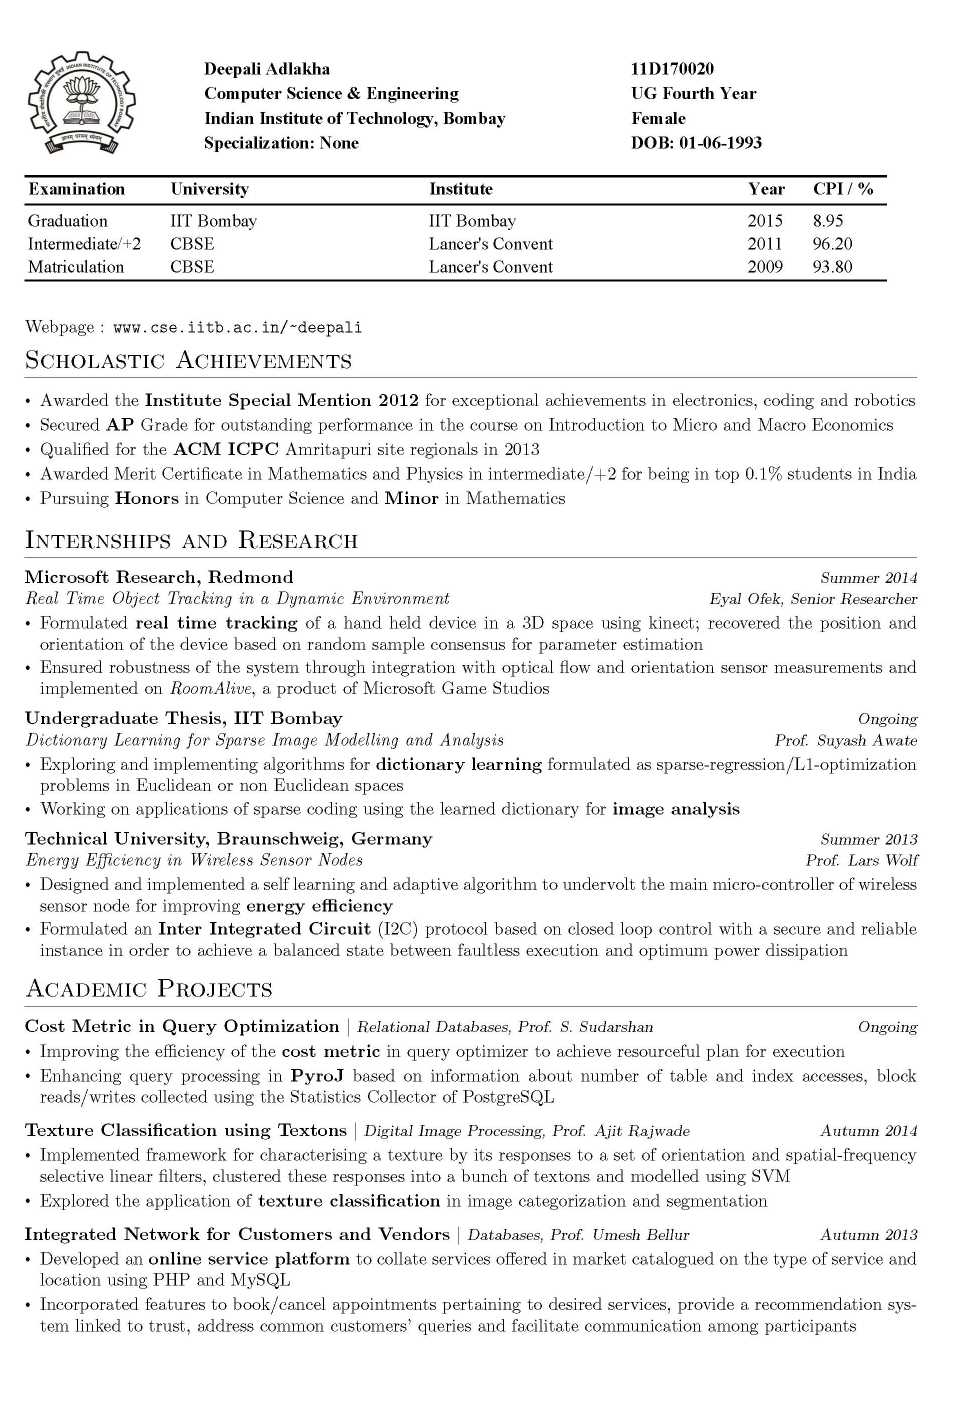 Deepali Adlakha 11D170020
Computer Science & Engineering UG Fourth Year
Indian Institute of Technology, Bombay Female
Specialization: None DOB: 01-06-1993
Examination University Institute Year CPI / %
Graduation IIT Bombay IIT Bombay 2015 8.95
Intermediate/+2 CBSE Lancer's Convent 2011 96.20
Matriculation CBSE Lancer's Convent 2009 93.80
Webpage : www.cse.iitb.ac.in/~deepali
Scholastic Achievements
• Awarded the Institute Special Mention 2012 for exceptional achievements in electronics, coding and robotics
• Secured AP Grade for outstanding performance in the course on Introduction to Micro and Macro Economics
• Qualified for the ACM ICPC Amritapuri site regionals in 2013
• Awarded Merit Certificate in Mathematics and Physics in intermediate/+2 for being in top 0.1% students in India
• Pursuing Honors in Computer Science and Minor in Mathematics
Internships and Research
Microsoft Research, Redmond Summer 2014
Real Time Object Tracking in a Dynamic Environment Eyal Ofek, Senior Researcher
• Formulated real time tracking of a hand held device in a 3D space using kinect; recovered the position and
orientation of the device based on random sample consensus for parameter estimation
• Ensured robustness of the system through integration with optical flow and orientation sensor measurements and
implemented on RoomAlive, a product of Microsoft Game Studios
Undergraduate Thesis, IIT Bombay Ongoing
Dictionary Learning for Sparse Image Modelling and Analysis Prof. Suyash Awate
• Exploring and implementing algorithms for dictionary learning formulated as sparse-regression/L1-optimization
problems in Euclidean or non Euclidean spaces
• Working on applications of sparse coding using the learned dictionary for image analysis
Technical University, Braunschweig, Germany Summer 2013
Energy Efficiency in Wireless Sensor Nodes Prof. Lars Wolf
• Designed and implemented a self learning and adaptive algorithm to undervolt the main micro-controller of wireless
sensor node for improving energy efficiency
• Formulated an Inter Integrated Circuit (I2C) protocol based on closed loop control with a secure and reliable
instance in order to achieve a balanced state between faultless execution and optimum power dissipation
Academic Projects
Cost Metric in Query Optimization | Relational Databases, Prof. S. Sudarshan Ongoing
• Improving the efficiency of the cost metric in query optimizer to achieve resourceful plan for execution
• Enhancing query processing in PyroJ based on information about number of table and index accesses, block
reads/writes collected using the Statistics Collector of PostgreSQL
Texture Classification using Textons | Digital Image Processing, Prof. Ajit Rajwade Autumn 2014
• Implemented framework for characterising a texture by its responses to a set of orientation and spatial-frequency
selective linear filters, clustered these responses into a bunch of textons and modelled using SVM
• Explored the application of texture classification in image categorization and segmentation
Integrated Network for Customers and Vendors | Databases, Prof. Umesh Bellur Autumn 2013
• Developed an online service platform to collate services offered in market catalogued on the type of service and
location using PHP and MySQL
• Incorporated features to book/cancel appointments pertaining to desired services, provide a recommendation sys-
tem linked to trust, address common customers' queries and facilitate communication among participants